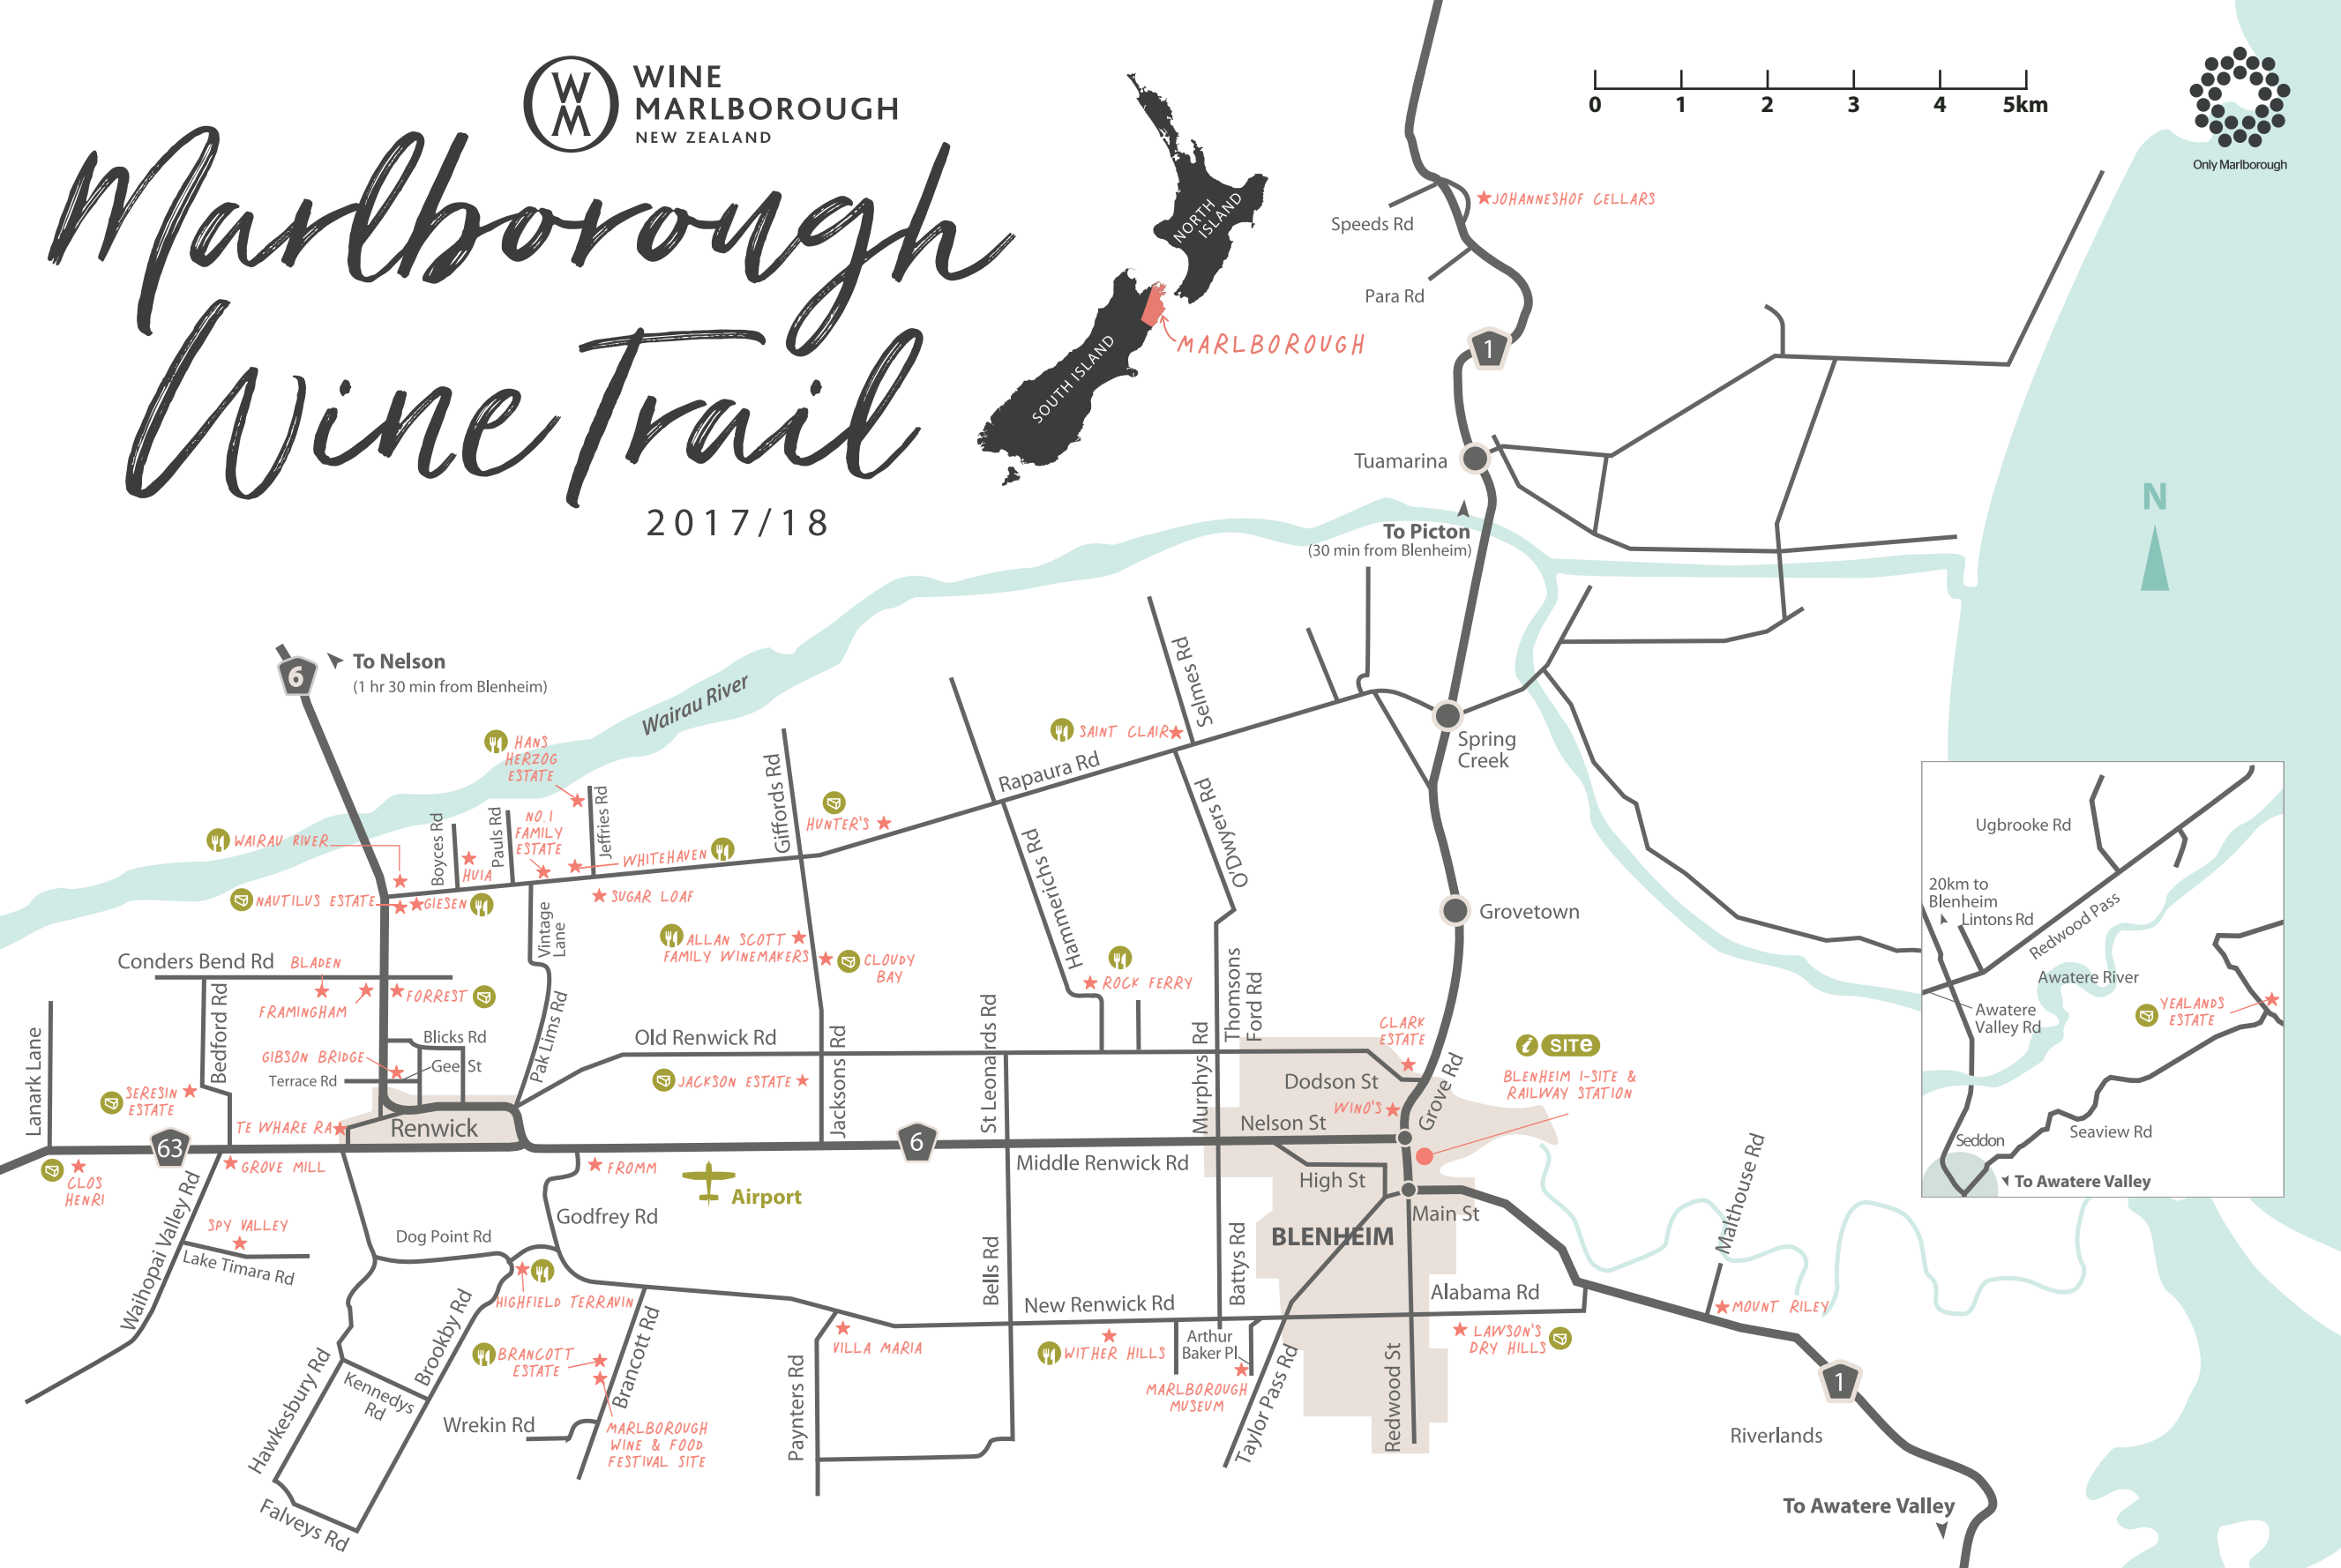 WINE
MARLBOROUGH
NEW ZEALAND
WM
Marlborough
Wine Trail
2017/18
NORTH
ISLAND
SOUTH ISLAND
MARLBOROUGH
0 1 2 3 4 5km
Only Marlborough
N
JOHANNESHOF CELLARS
Speeds Rd
Para Rd
1
Tuamarina
To Picton
(30 min from Blenheim)
6
To Nelson
(1 hr 30 min from Blenheim)
Wairau River
HANS
HERZOG
ESTATE
SAINT CLAIR
Selmes Rd
Rapaura Rd
Spring
Creek
Giffords Rd
HUNTER'S
O'Dwyers Rd
Hammerichs Rd
WAIRAU RIVER
Boyces Rd
HUIA
Pauls Rd
NO.1
FAMILY
ESTATE
Jeffries Rd
WHITEHAVEN
NAUTILUS ESTATE
GIESEN
SUGAR LOAF
Vintage
Lane
ALLAN SCOTT
FAMILY WINEMAKERS
CLOUDY
BAY
ROCK FERRY
Grovetown
Conders Bend Rd
BLADEN
FRAMINGHAM
FORREST
Bedford Rd
Lanark Lane
Blicks Rd
GIBSON BRIDGE
Gee St
Terrace Rd
Pak Lims Rd
Old Renwick Rd
JACKSON ESTATE
Jacksons Rd
St Leonards Rd
Murphys Rd
Thomsons
Ford Rd
CLARK
ESTATE
Dodson St
WINO'S
Grove Rd
i SITE
BLENHEIM I-SITE &
RAILWAY STATION
SERESIN
ESTATE
TE WHARE RA
Renwick
63
6
Nelson St
Middle Renwick Rd
High St
Main St
BLENHEIM
CLOS
HENRI
GROVE MILL
FROMM
Airport
Godfrey Rd
Waihopai Valley Rd
SPY VALLEY
Lake Timara Rd
Dog Point Rd
HIGHFIELD TERRAVIN
Brookby Rd
BRANCOTT
ESTATE
Brancott Rd
Hawkesbury Rd
Kennedys
Rd
Wrekin Rd
MARLBOROUGH
WINE & FOOD
FESTIVAL SITE
Falveys Rd
VILLA MARIA
Paynters Rd
Bells Rd
New Renwick Rd
Battys Rd
WITHER HILLS
Arthur
Baker Pl
MARLBOROUGH
MUSEUM
Taylor Pass Rd
Redwood St
Alabama Rd
LAWSON'S
DRY HILLS
Malthouse Rd
MOUNT RILEY
1
Riverlands
To Awatere Valley
Ugbrooke Rd
20km to
Blenheim
Lintons Rd
Redwood Pass
Awatere River
Awatere
Valley Rd
YEALANDS
ESTATE
Seddon
Seaview Rd
To Awatere Valley